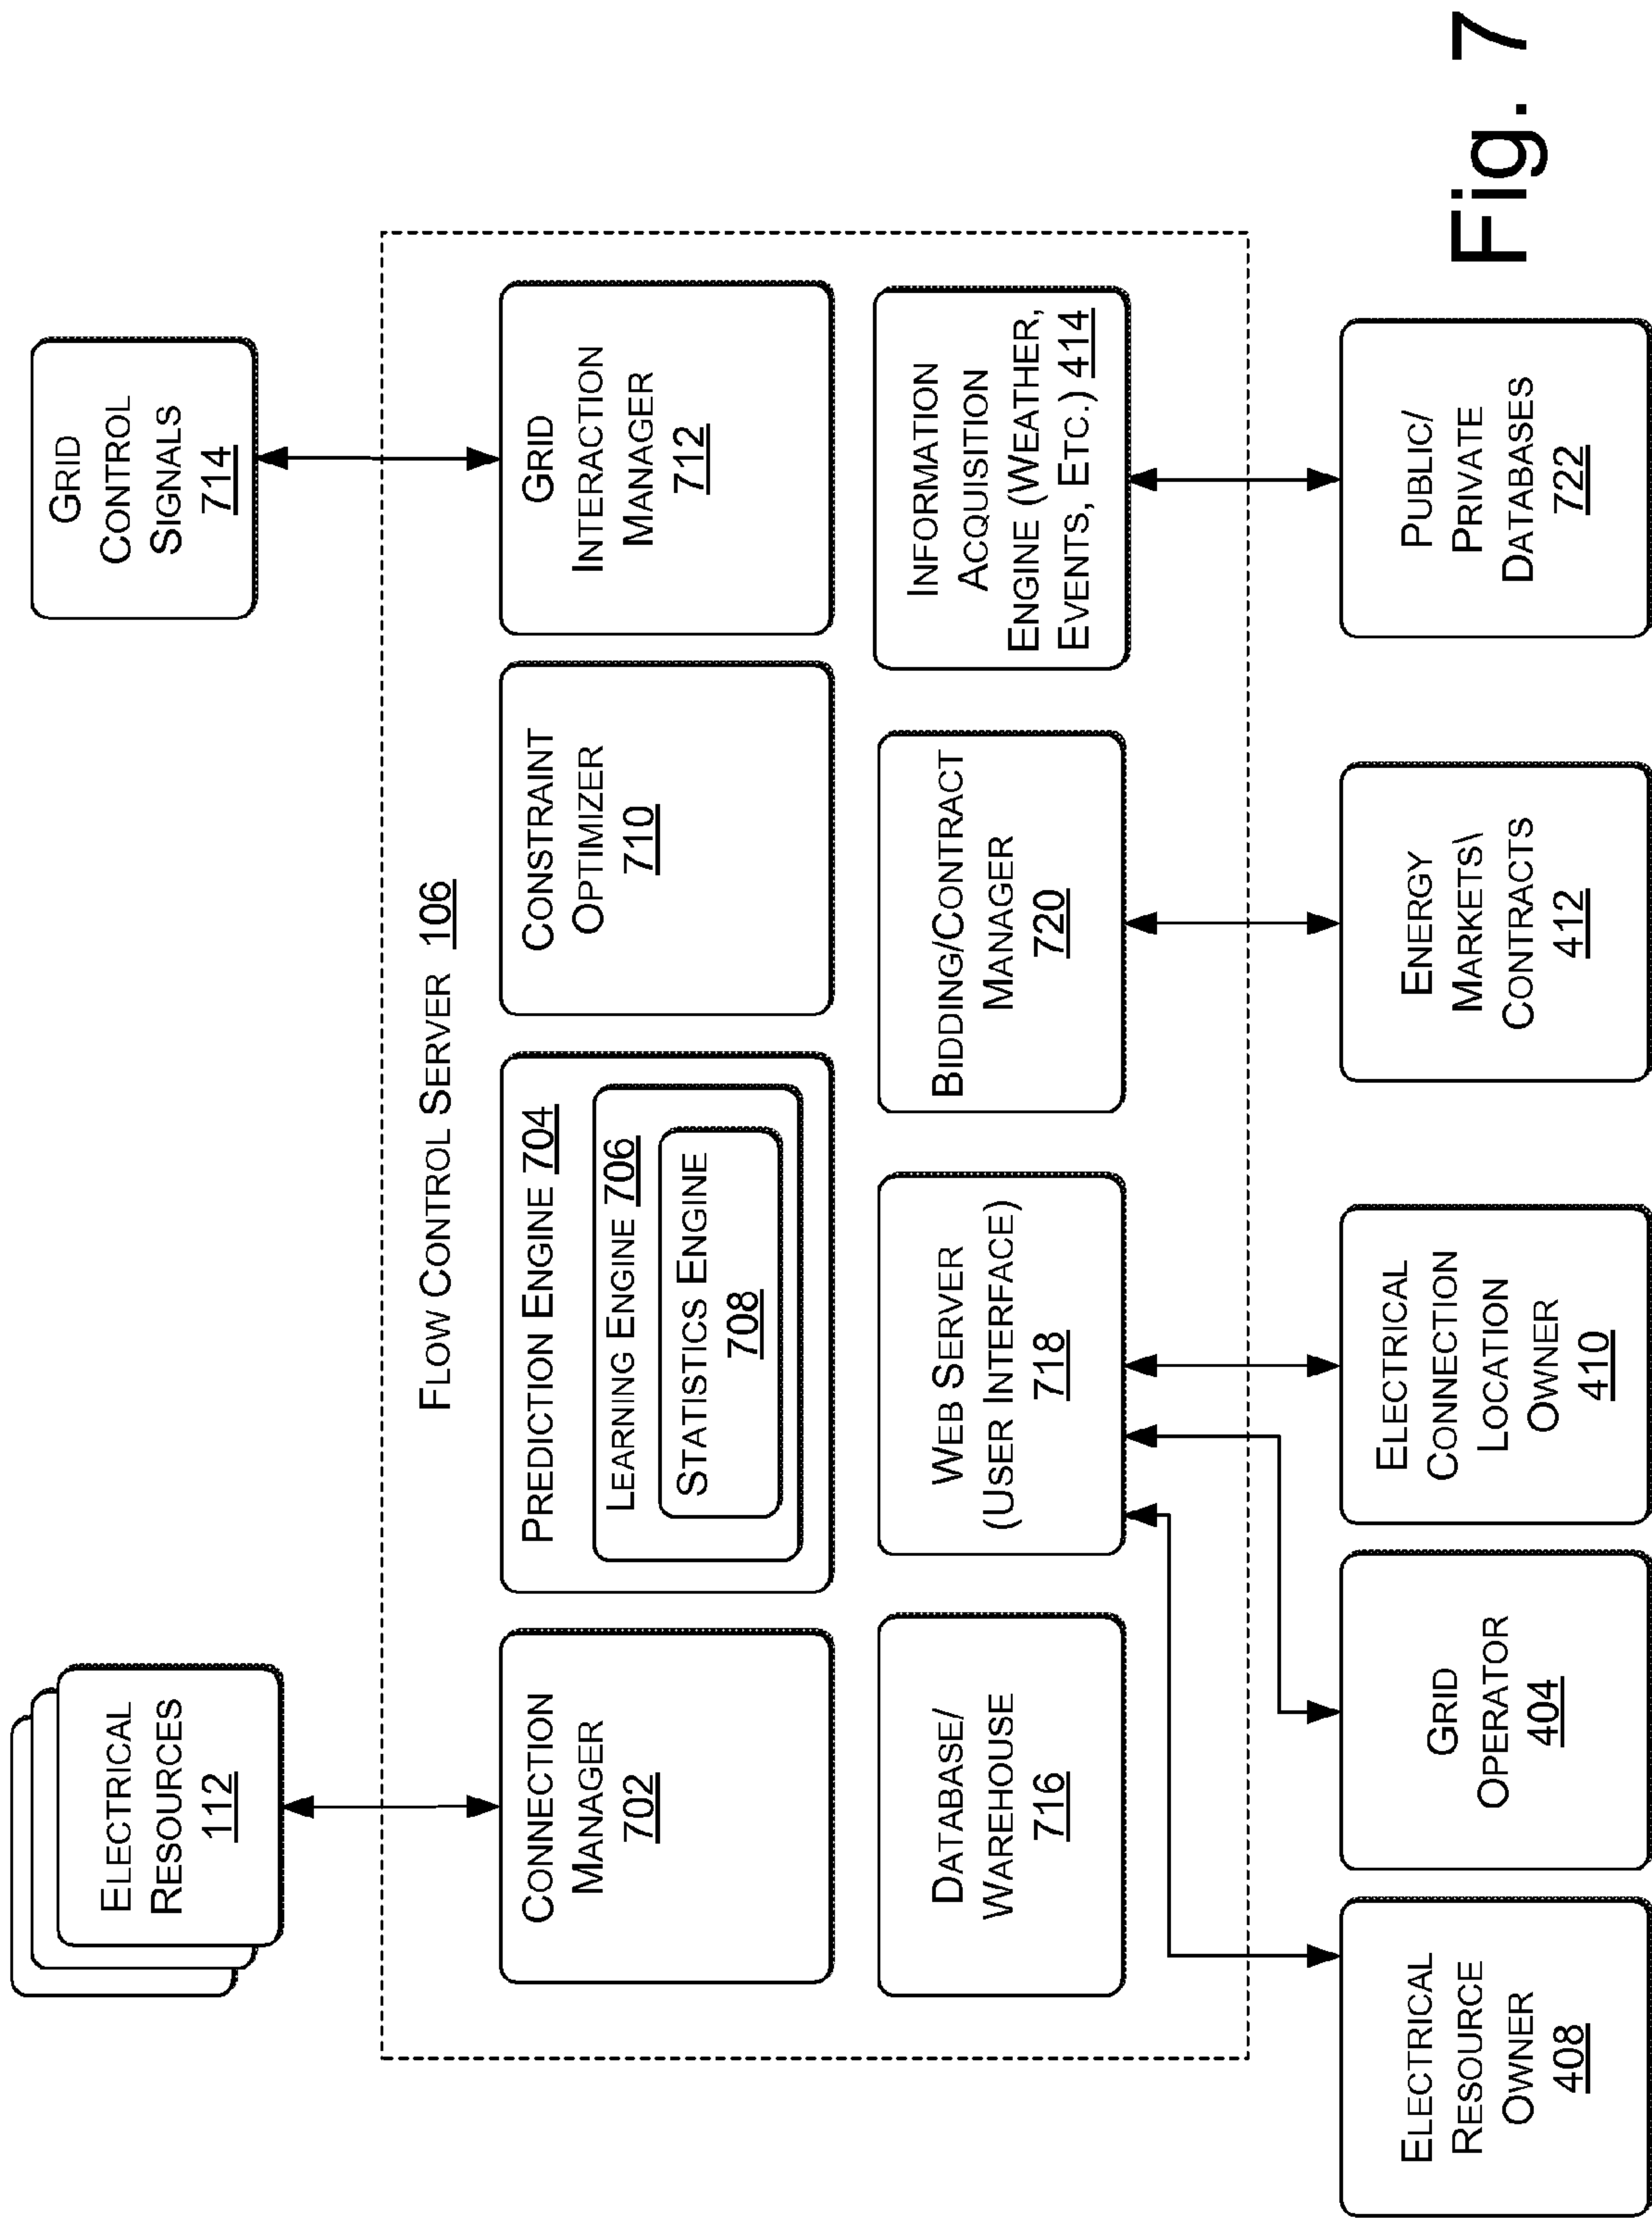 ELECTRICAL
RESOURCES
112
GRID
CONTROL
SIGNALS
714
FLOW CONTROL SERVER 106
CONNECTION
MANAGER
702
PREDICTION ENGINE 704
LEARNING ENGINE 706
STATISTICS ENGINE
708
CONSTRAINT
OPTIMIZER
710
GRID
INTERACTION
MANAGER
712
DATABASE/
WAREHOUSE
716
WEB SERVER
(USER INTERFACE)
718
BIDDING/CONTRACT
MANAGER
720
INFORMATION
ACQUISITION
ENGINE (WEATHER,
EVENTS, ETC.) 414
ELECTRICAL
RESOURCE
OWNER
408
GRID
OPERATOR
404
ELECTRICAL
CONNECTION
LOCATION
OWNER
410
ENERGY
MARKETS\
CONTRACTS
412
PUBLIC/
PRIVATE
DATABASES
722
Fig. 7